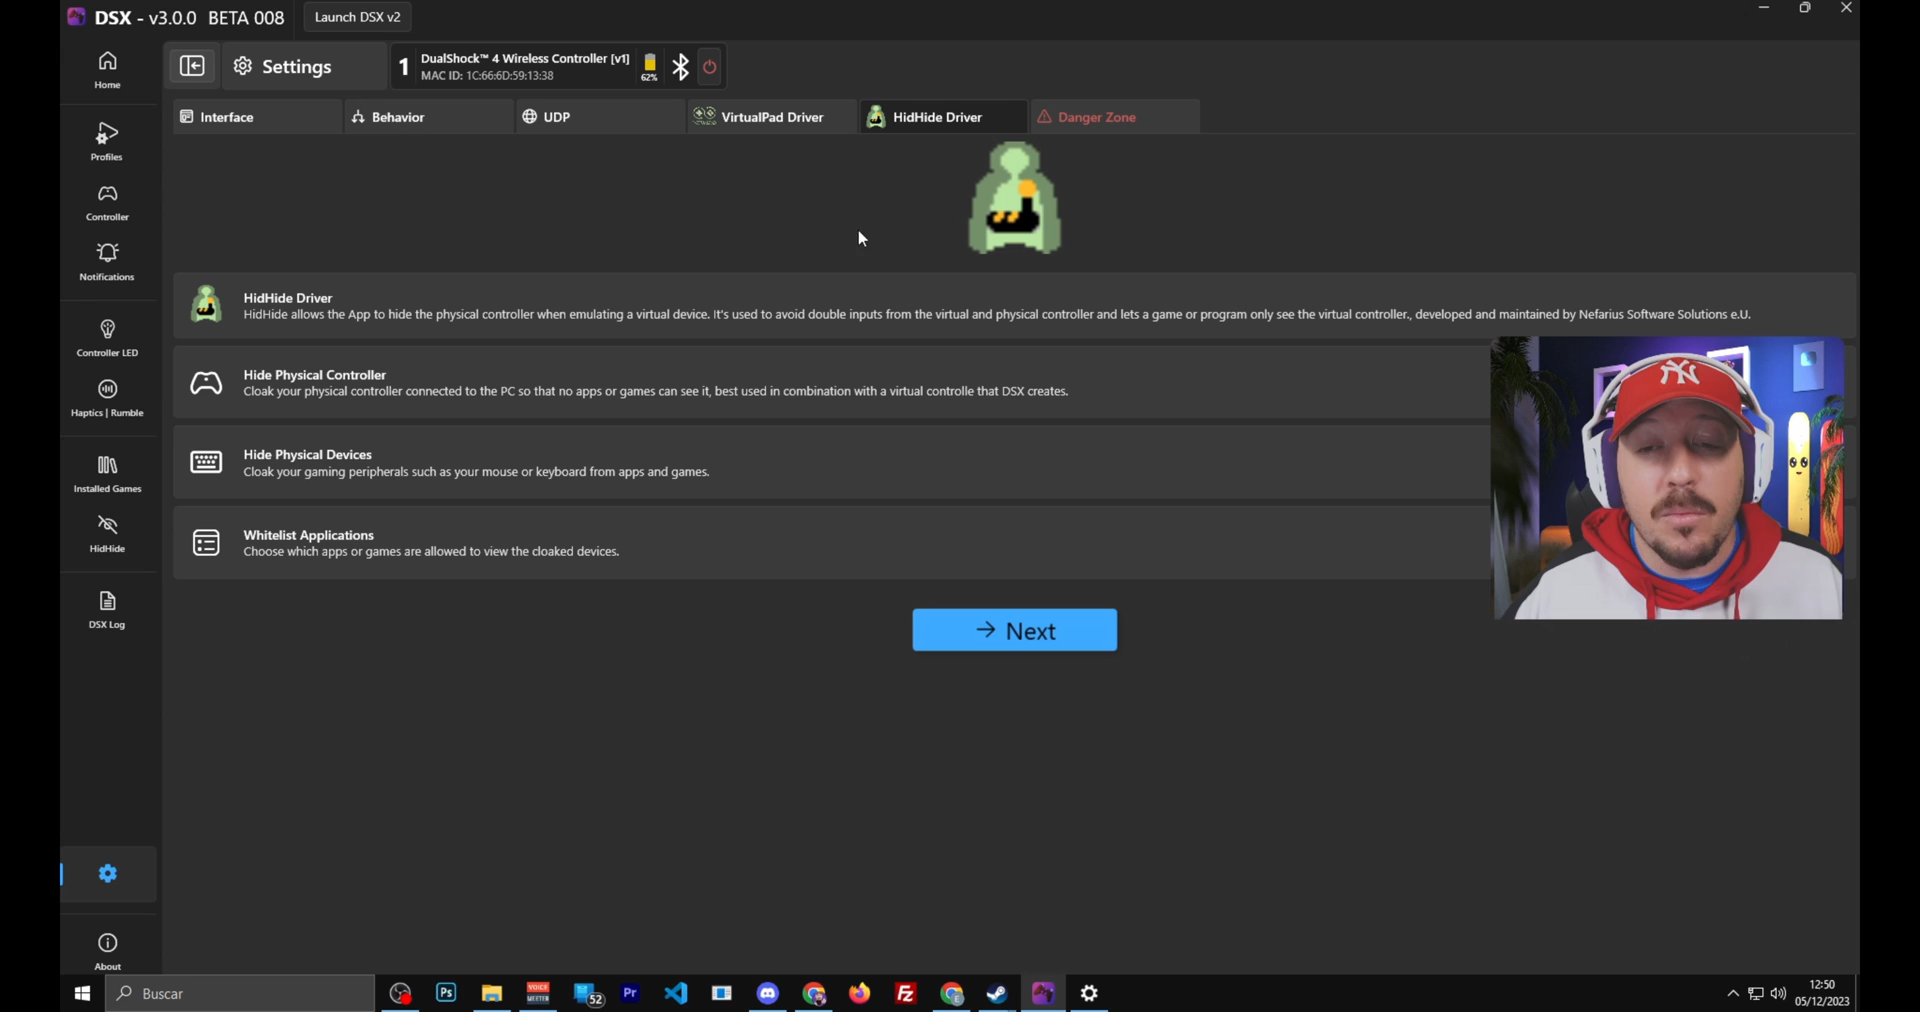 DSX - v3.0.0 BETA 008
Launch DSX v2
Home
Settings
1
DualShock™ 4 Wireless Controller [v1]
MAC ID: 1C:66:6D:59:13:38
62%
Interface
Behavior
UDP
VirtualPad Driver
HidHide Driver
Danger Zone
Profiles
Controller
Notifications
Controller LED
Haptics | Rumble
Installed Games
HidHide
DSX Log
About
HidHide Driver
HidHide allows the App to hide the physical controller when emulating a virtual device. It's used to avoid double inputs from the virtual and physical controller and lets a game or program only see the virtual controller., developed and maintained by Nefarius Software Solutions e.U.
Hide Physical Controller
Cloak your physical controller connected to the PC so that no apps or games can see it, best used in combination with a virtual controlle that DSX creates.
Hide Physical Devices
Cloak your gaming peripherals such as your mouse or keyboard from apps and games.
Whitelist Applications
Choose which apps or games are allowed to view the cloaked devices.
Next
NY
Buscar
Ps
VOICE
MEETER
52
Pr
Fz
E
12:50
05/12/2023